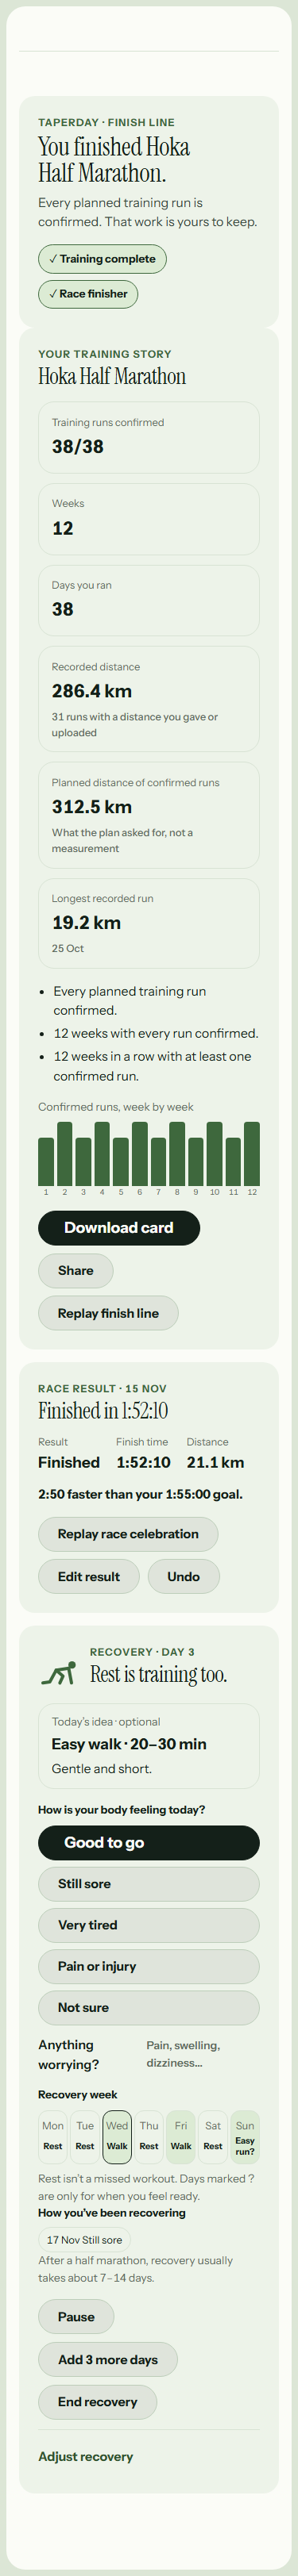 TAPERDAY · FINISH LINE
You finished Hoka
Half Marathon.
Every planned training run is
confirmed. That work is yours to keep.
✓ Training complete
✓ Race finisher
YOUR TRAINING STORY
Hoka Half Marathon
Training runs confirmed
38/38
Weeks
12
Days you ran
38
Recorded distance
286.4 km
31 runs with a distance you gave or
uploaded
Planned distance of confirmed runs
312.5 km
What the plan asked for, not a
measurement
Longest recorded run
19.2 km
25 Oct
• Every planned training run
confirmed.
• 12 weeks with every run confirmed.
• 12 weeks in a row with at least one
confirmed run.
Confirmed runs, week by week
1 2 3 4 5 6 7 8 9 10 11 12
Download card
Share
Replay finish line
RACE RESULT · 15 NOV
Finished in 1:52:10
Result Finish time Distance
Finished 1:52:10 21.1 km
2:50 faster than your 1:55:00 goal.
Replay race celebration
Edit result Undo
RECOVERY · DAY 3
Rest is training too.
Today's idea · optional
Easy walk · 20–30 min
Gentle and short.
How is your body feeling today?
Good to go
Still sore
Very tired
Pain or injury
Not sure
Anything
worrying?
Pain, swelling,
dizziness...
Recovery week
Mon Tue Wed Thu Fri Sat Sun
Rest Rest Walk Rest Walk Rest Easy
run?
Rest isn't a missed workout. Days marked ?
are only for when you feel ready.
How you've been recovering
17 Nov Still sore
After a half marathon, recovery usually
takes about 7–14 days.
Pause
Add 3 more days
End recovery
Adjust recovery